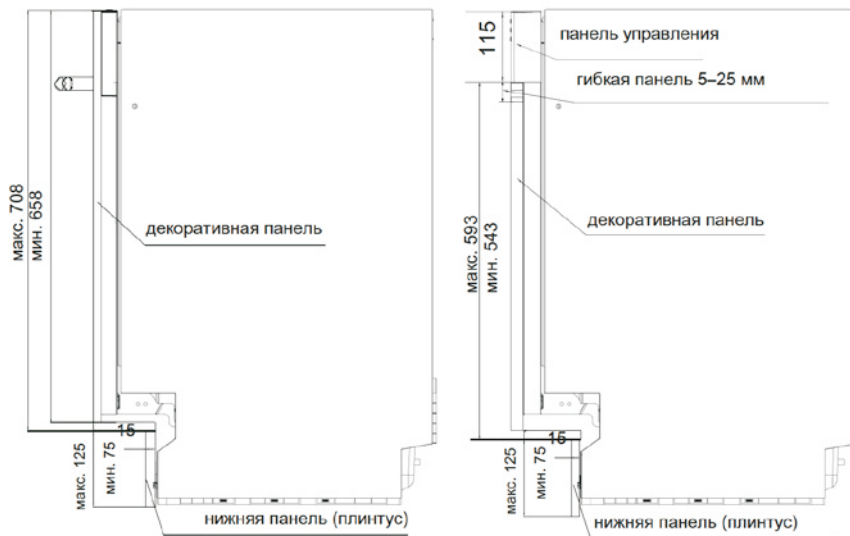 макс. 708
мин. 658
декоративная панель
15
макс. 125
мин. 75
нижняя панель (плинтус)
115
панель управления
гибкая панель 5–25 мм
макс. 593
мин. 543
декоративная панель
15
макс. 125
мин. 75
нижняя панель (плинтус)